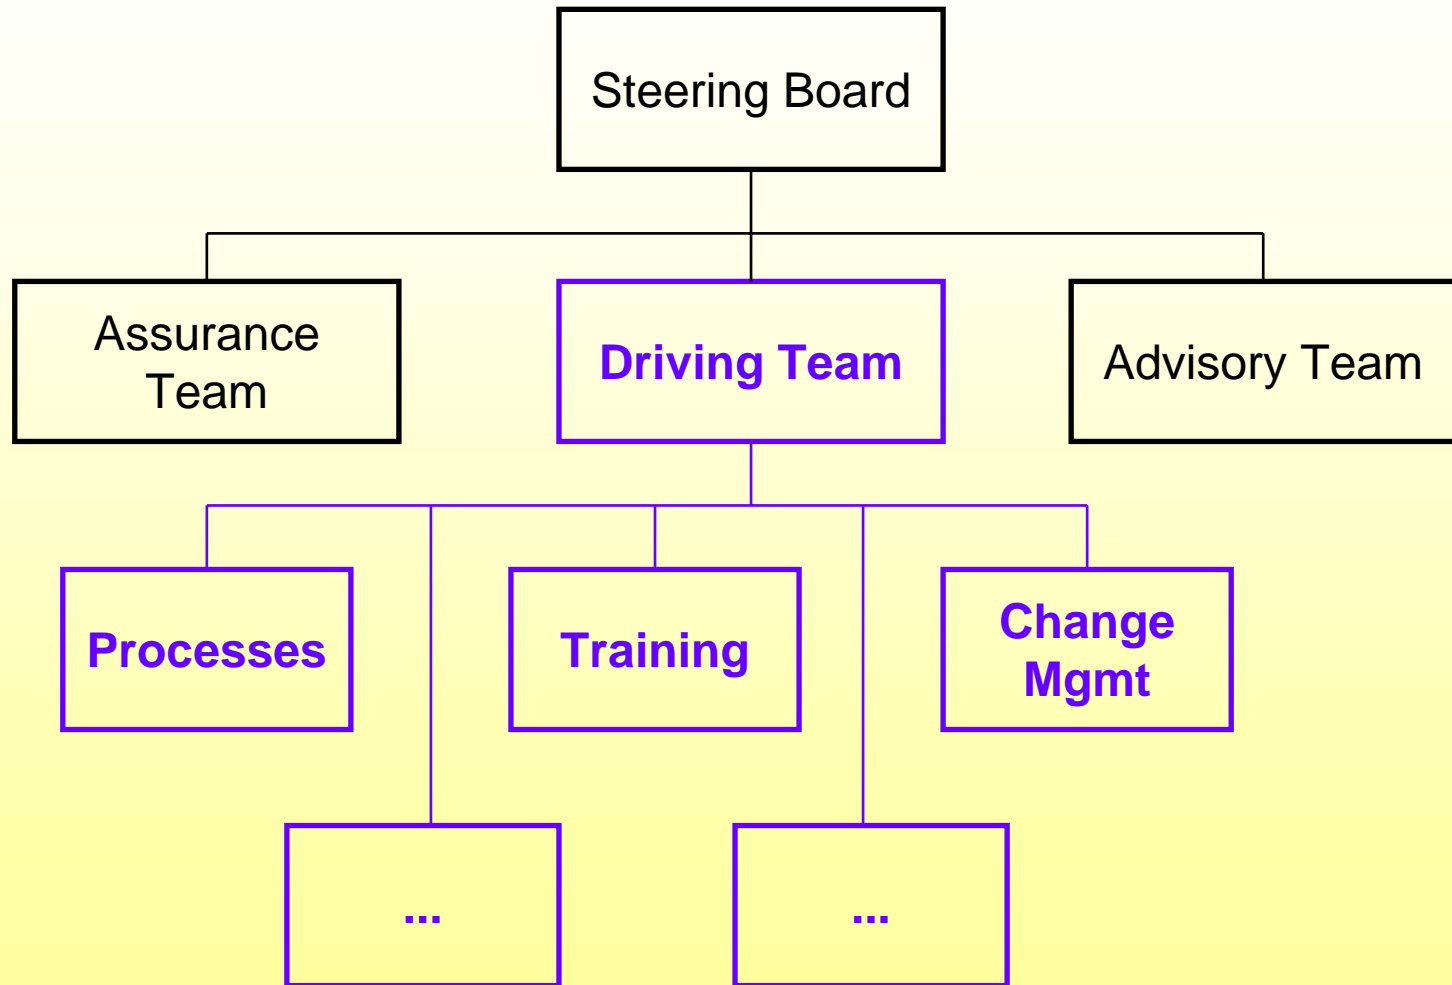 Steering Board
Assurance
Team
Driving Team
Advisory Team
Processes
Training
Change
Mgmt
...
...